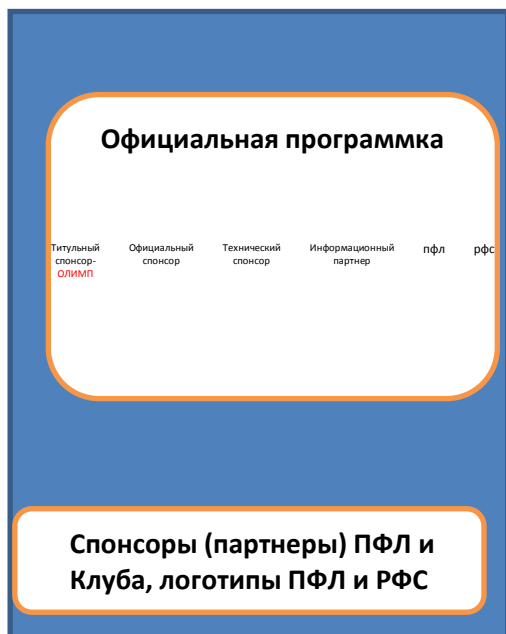 Официальная программка
Титульный спонсор- ОЛИМП
Официальный спонсор
Технический спонсор
Информационный партнер
пфл
рфс
Спонсоры (партнеры) ПФЛ и
Клуба, логотипы ПФЛ и РФС